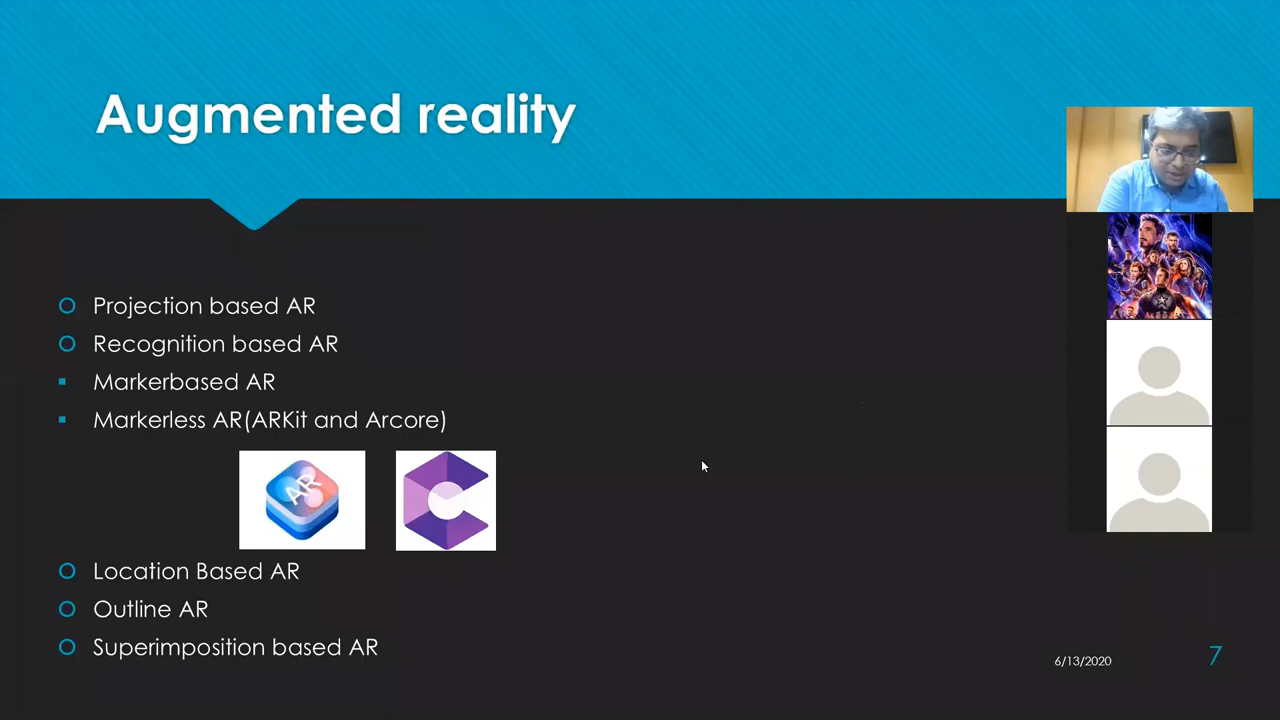 Augmented reality
Projection based AR
Recognition based AR
Markerbased AR
Markerless AR(ARKit and Arcore)
AR
Location Based AR
Outline AR
Superimposition based AR
6/13/2020
7